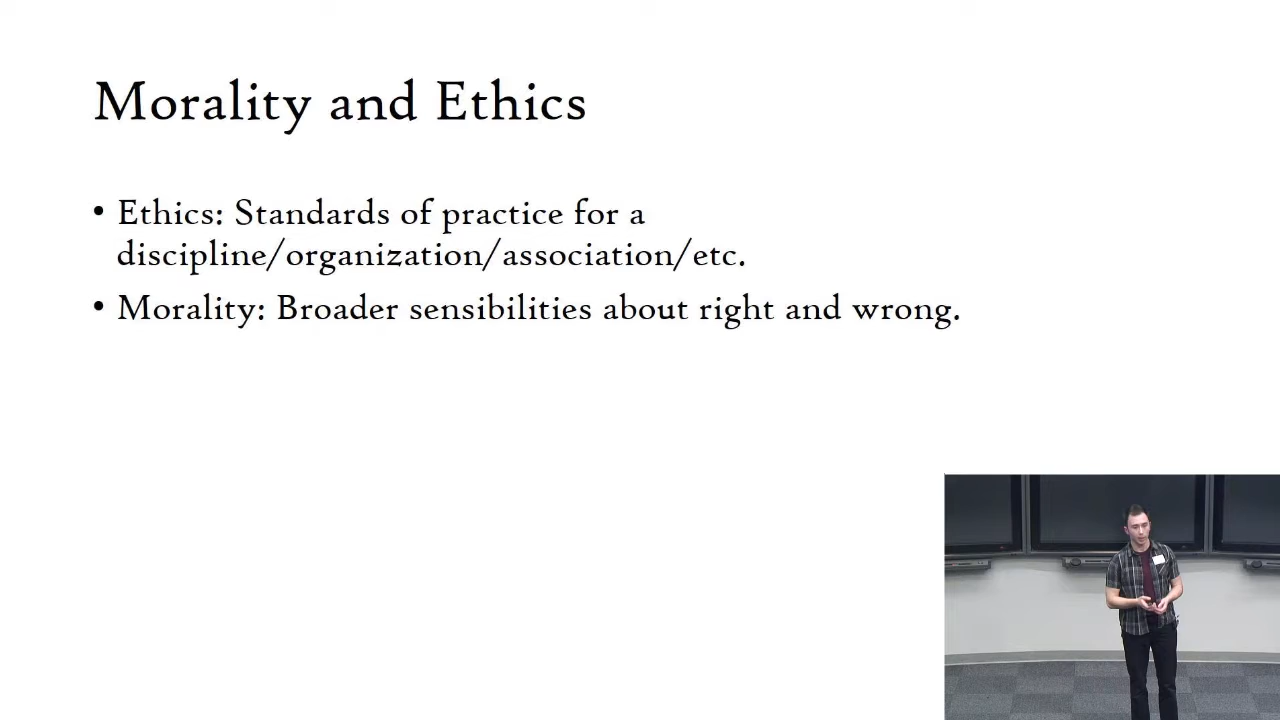 Morality and Ethics
• Ethics: Standards of practice for a
discipline/organization/association/etc.
• Morality: Broader sensibilities about right and wrong.